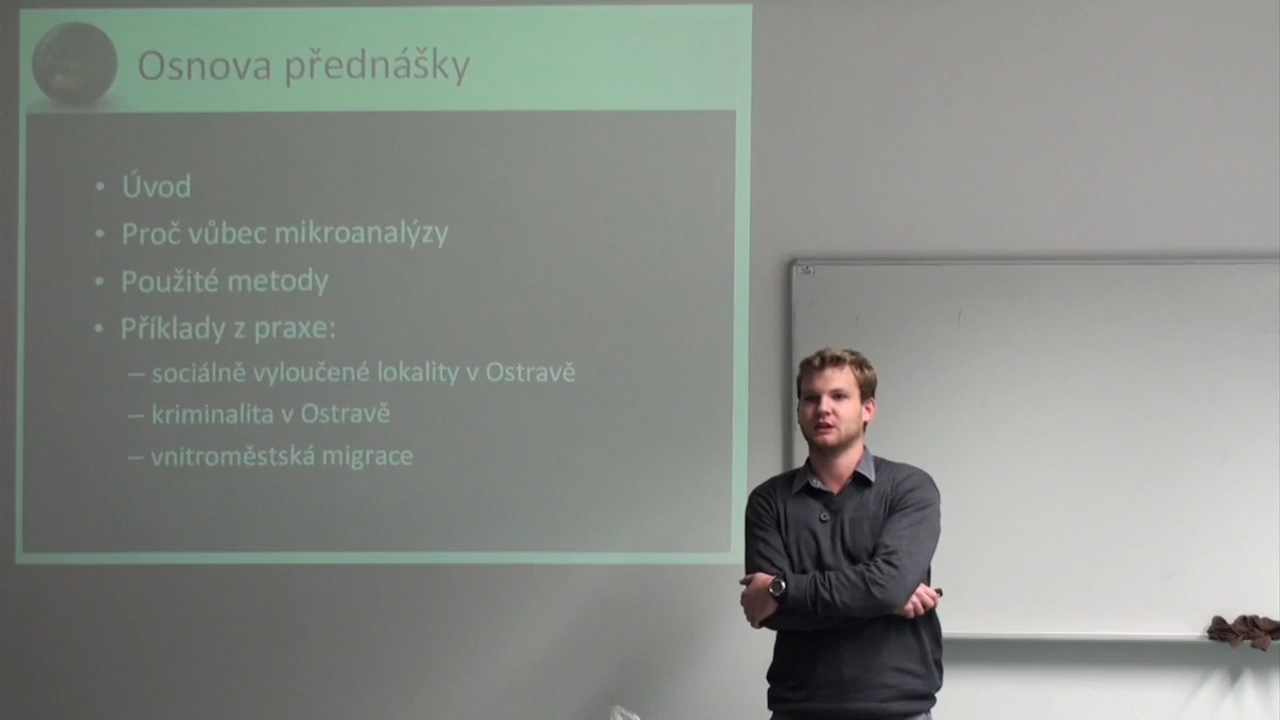 Osnova přednášky
• Úvod
• Proč vůbec mikroanalýzy
• Použité metody
• Příklady z praxe:
– sociálně vyloučené lokality v Ostravě
– kriminalita v Ostravě
– vnitroměstská migrace